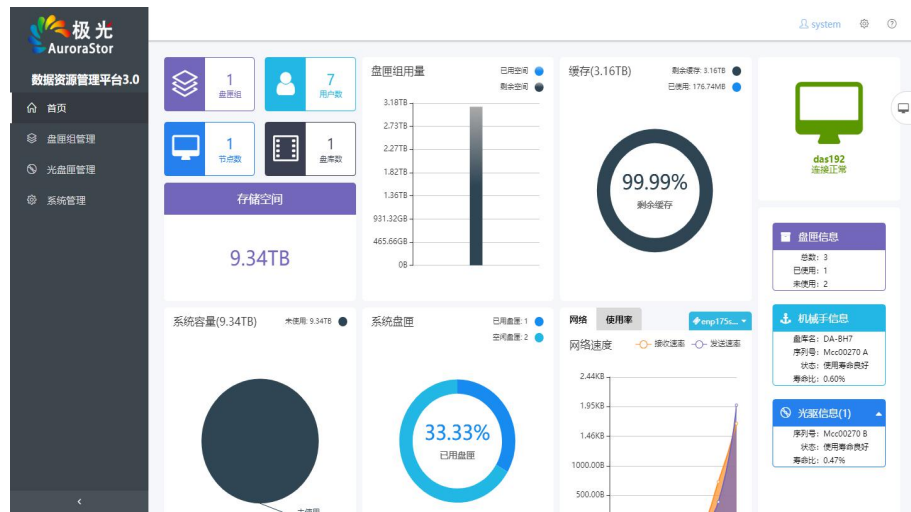 极光
AuroraStor
数据资源管理平台3.0
首页
盘匣组管理
光盘匣管理
系统管理
<
system
1
盘匣组
7
用户数
1
节点数
1
盘库数
存储空间
9.34TB
盘匣组用量
已用空间
剩余空间
3.18TB
2.73TB
2.27TB
1.82TB
1.36TB
931.32GB
465.66GB
0B
缓存(3.16TB)
剩余缓存: 3.16TB
已使用: 176.74MB
99.99%
剩余缓存
das192
连接正常
盘匣信息
总数: 3
已使用: 1
未使用: 2
系统容量(9.34TB)
未使用: 9.34TB
未使用
系统盘匣
已用盘匣: 1
空闲盘匣: 2
33.33%
已用盘匣
网络 使用率
enp175s...
网络速度
接收速率 发送速率
2.44KB
1.95KB
1.46KB
1000.00B
500.00B
机械手信息
盘库名: DA-BH7
序列号: Mcc00270 A
状态: 使用寿命良好
寿命比: 0.60%
光驱信息(1)
序列号: Mcc00270 B
状态: 使用寿命良好
寿命比: 0.47%